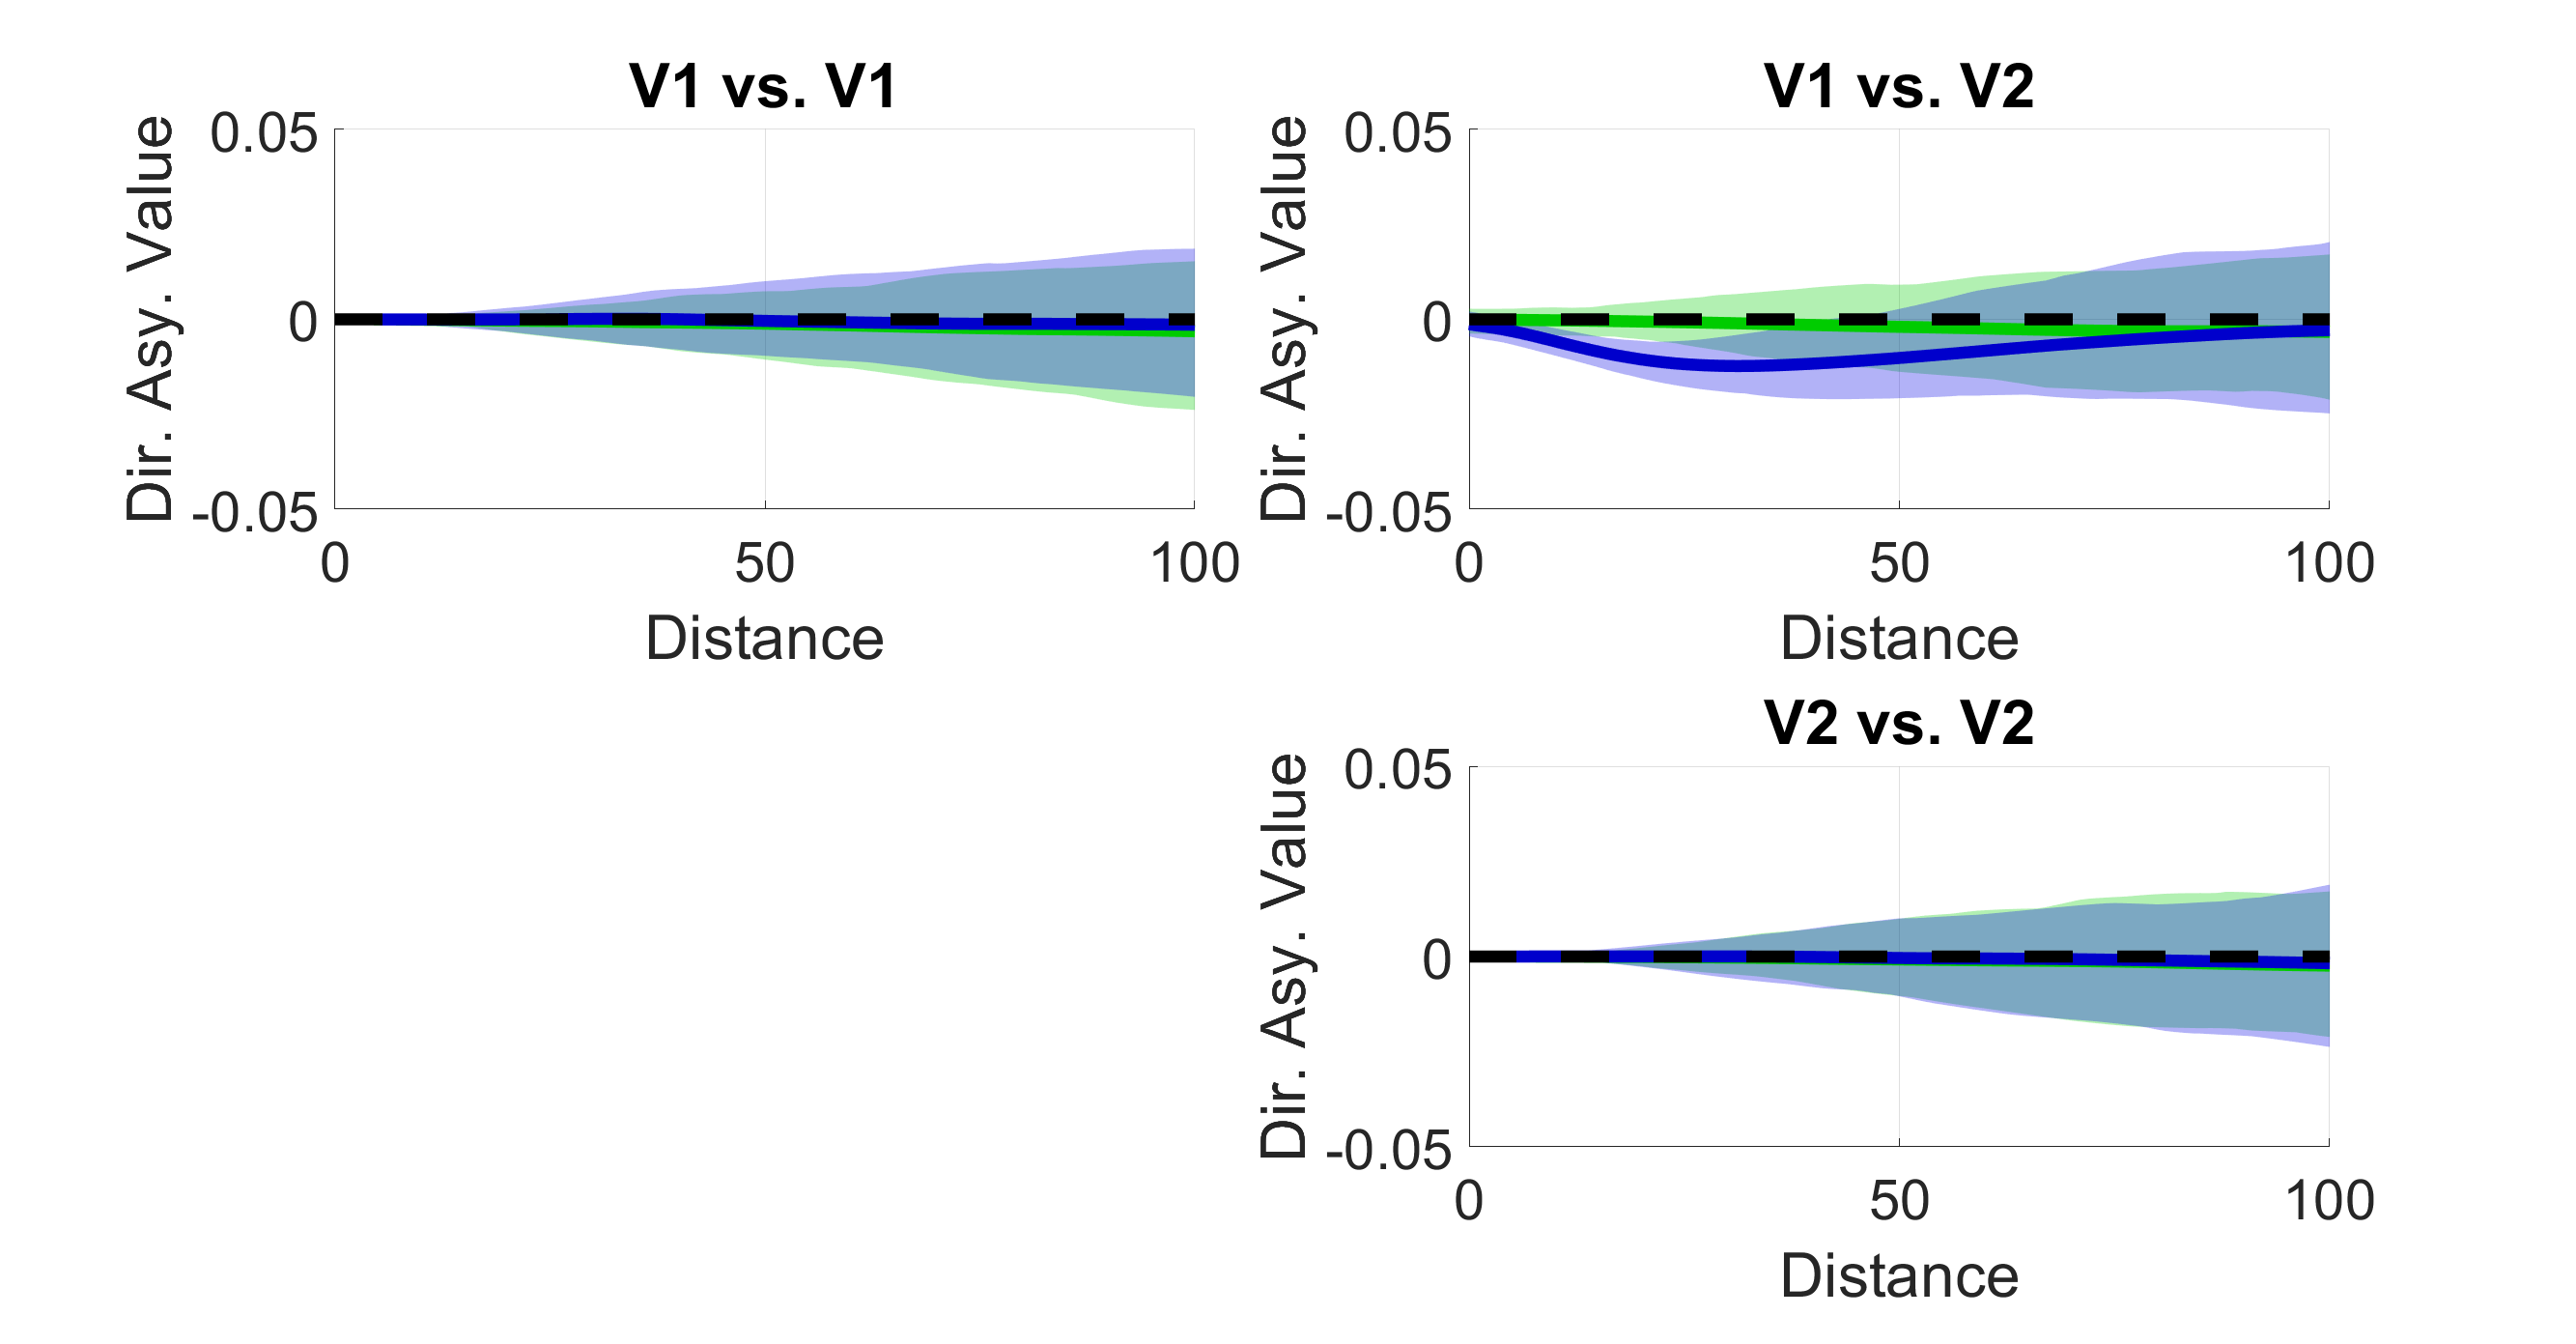 V1 vs. V1
Dir. Asy. Value
0.05
0
-0.05
0 50 100
Distance
V1 vs. V2
Dir. Asy. Value
0.05
0
-0.05
0 50 100
Distance
V2 vs. V2
Dir. Asy. Value
0.05
0
-0.05
0 50 100
Distance